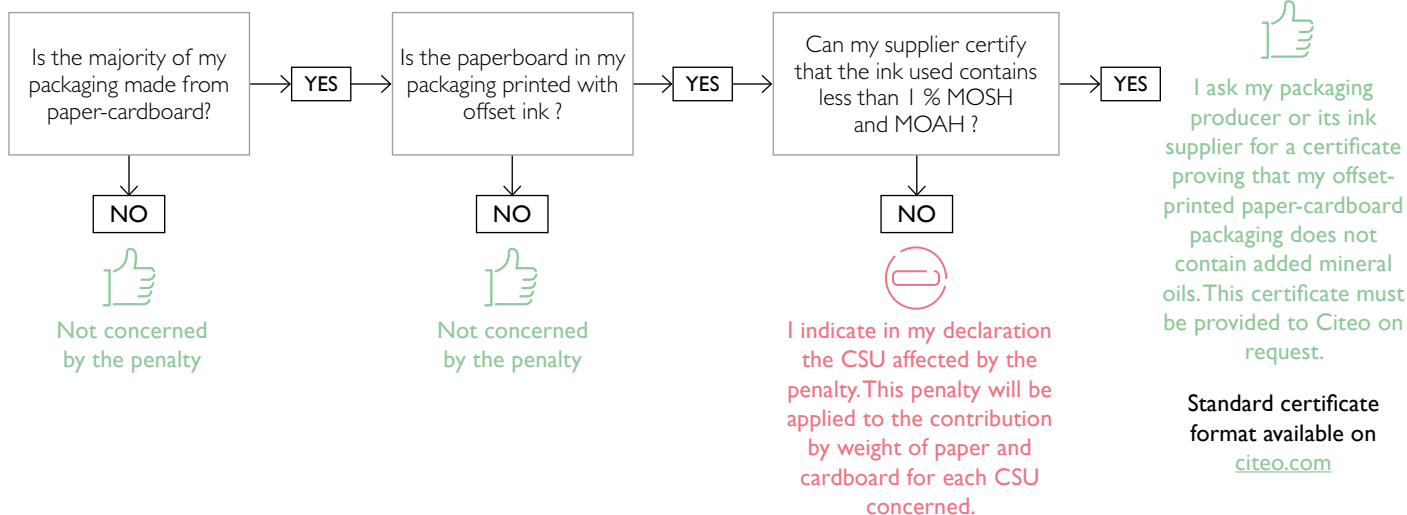 Is the majority of my
packaging made from
paper-cardboard?
YES
Is the paperboard in my
packaging printed with
offset ink ?
YES
Can my supplier certify
that the ink used contains
less than 1 % MOSH
and MOAH ?
YES
I ask my packaging
producer or its ink
supplier for a certificate
proving that my offset-
printed paper-cardboard
packaging does not
contain added mineral
oils. This certificate must
be provided to Citeo on
request.
Standard certificate
format available on
citeo.com
NO
Not concerned
by the penalty
NO
Not concerned
by the penalty
NO
I indicate in my declaration
the CSU affected by the
penalty. This penalty will be
applied to the contribution
by weight of paper and
cardboard for each CSU
concerned.